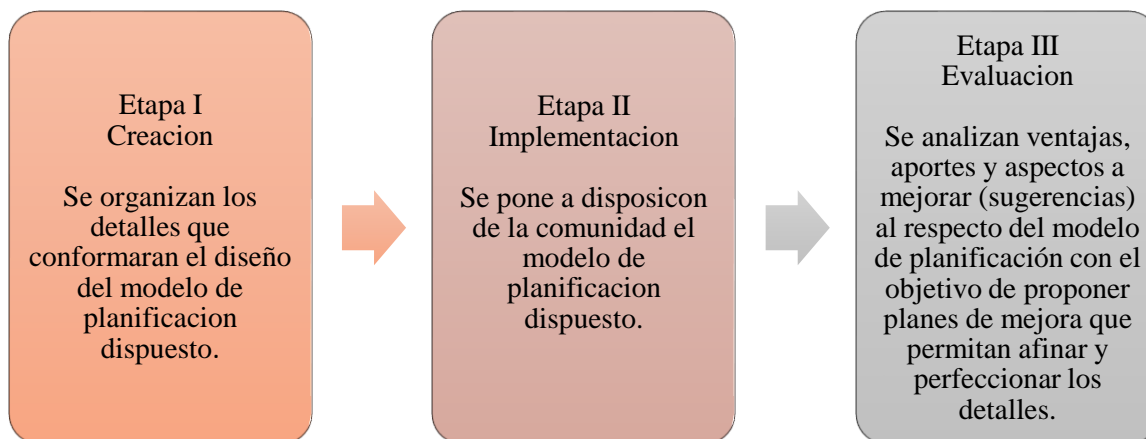 Etapa I
Creacion
Se organizan los
detalles que
conformaran el diseño
del modelo de
planificacion
dispuesto.
Etapa II
Implementacion
Se pone a disposicon
de la comunidad el
modelo de
planificacion
dispuesto.
Etapa III
Evaluacion
Se analizan ventajas,
aportes y aspectos a
mejorar (sugerencias)
al respecto del modelo
de planificación con el
objetivo de proponer
planes de mejora que
permitan afinar y
perfeccionar los
detalles.